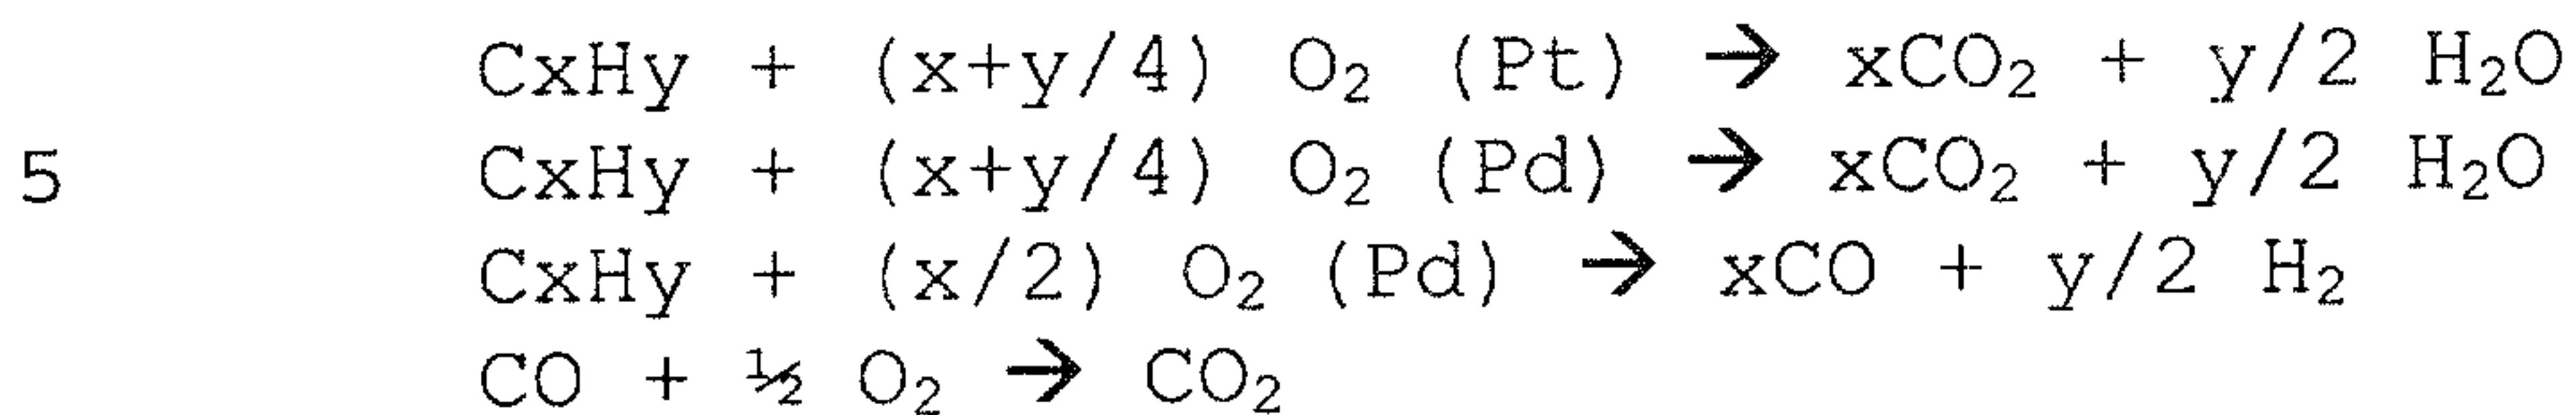 CxHy + (x+y/4) O₂ (Pt) → xCO₂ + y/2 H₂O
5 CxHy + (x+y/4) O₂ (Pd) → xCO₂ + y/2 H₂O
CxHy + (x/2) O₂ (Pd) → xCO + y/2 H₂
CO + ½ O₂ → CO₂